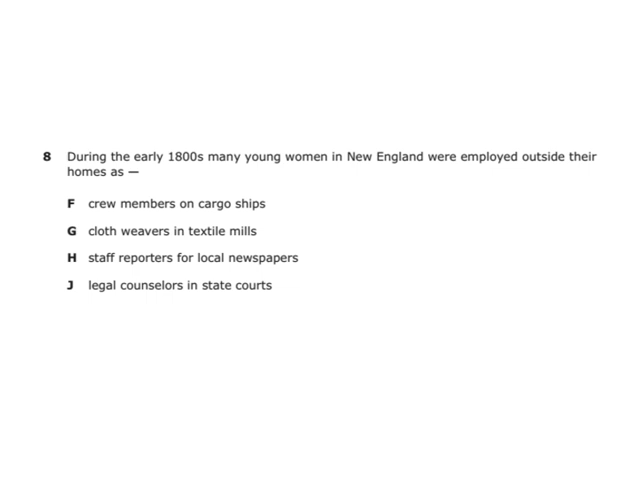 8 During the early 1800s many young women in New England were employed outside their
homes as —
F crew members on cargo ships
G cloth weavers in textile mills
H staff reporters for local newspapers
J legal counselors in state courts